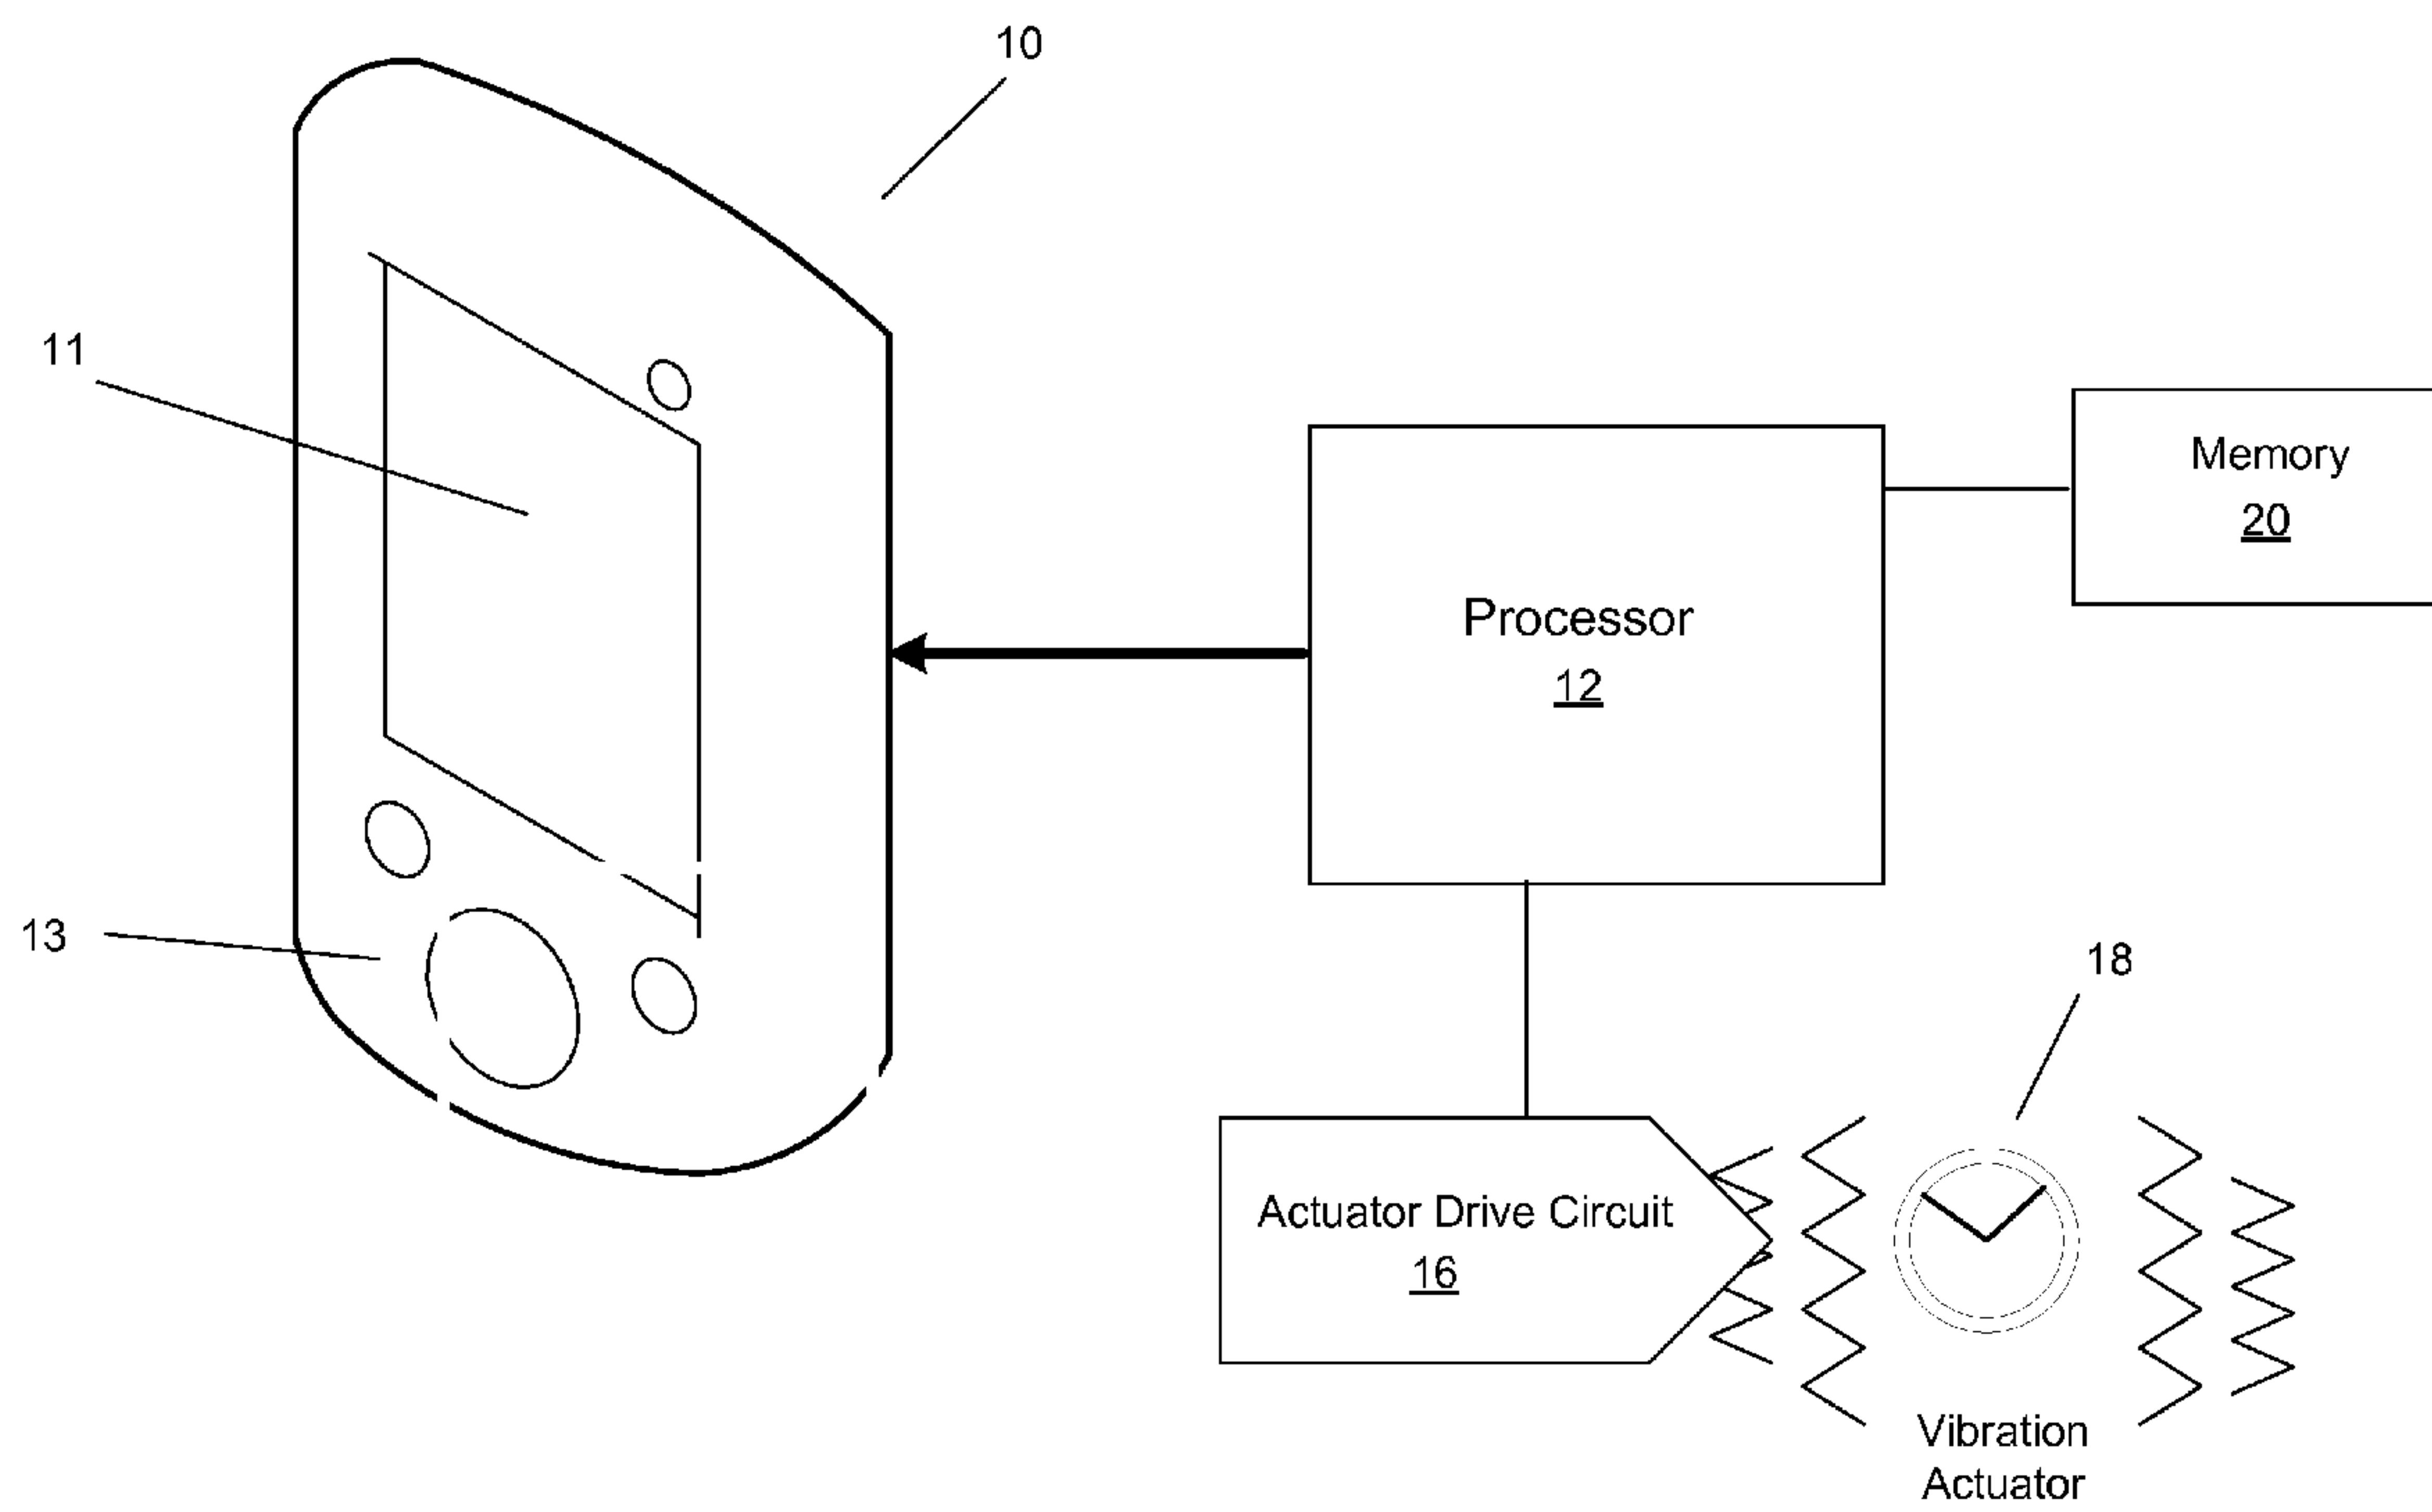 10
11
Memory
20
Processor
12
13
18
Actuator Drive Circuit
16
Vibration
Actuator